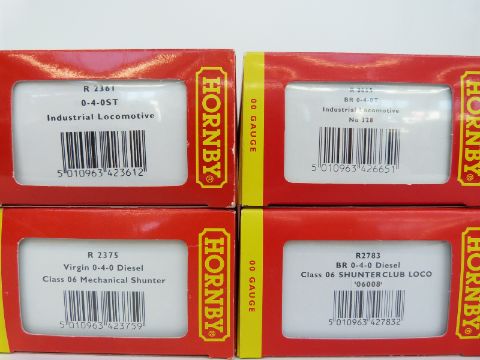 R 2361
0-4-0ST
Industrial Locomotive
5 010963 423612
HORNBY®
00 GAUGE
BR 0-4-0T
Industrial Locomotive
No 328
5 010963 426651
HORNBY
R 2375
Virgin 0-4-0 Diesel
Class 06 Mechanical Shunter
5 010963 423759
HORNBY®
00 GAUGE
R2783
BR 0-4-0 Diesel
Class 06 SHUNTERCLUB LOCO
'06008'
5 010963 427832
HORNBY